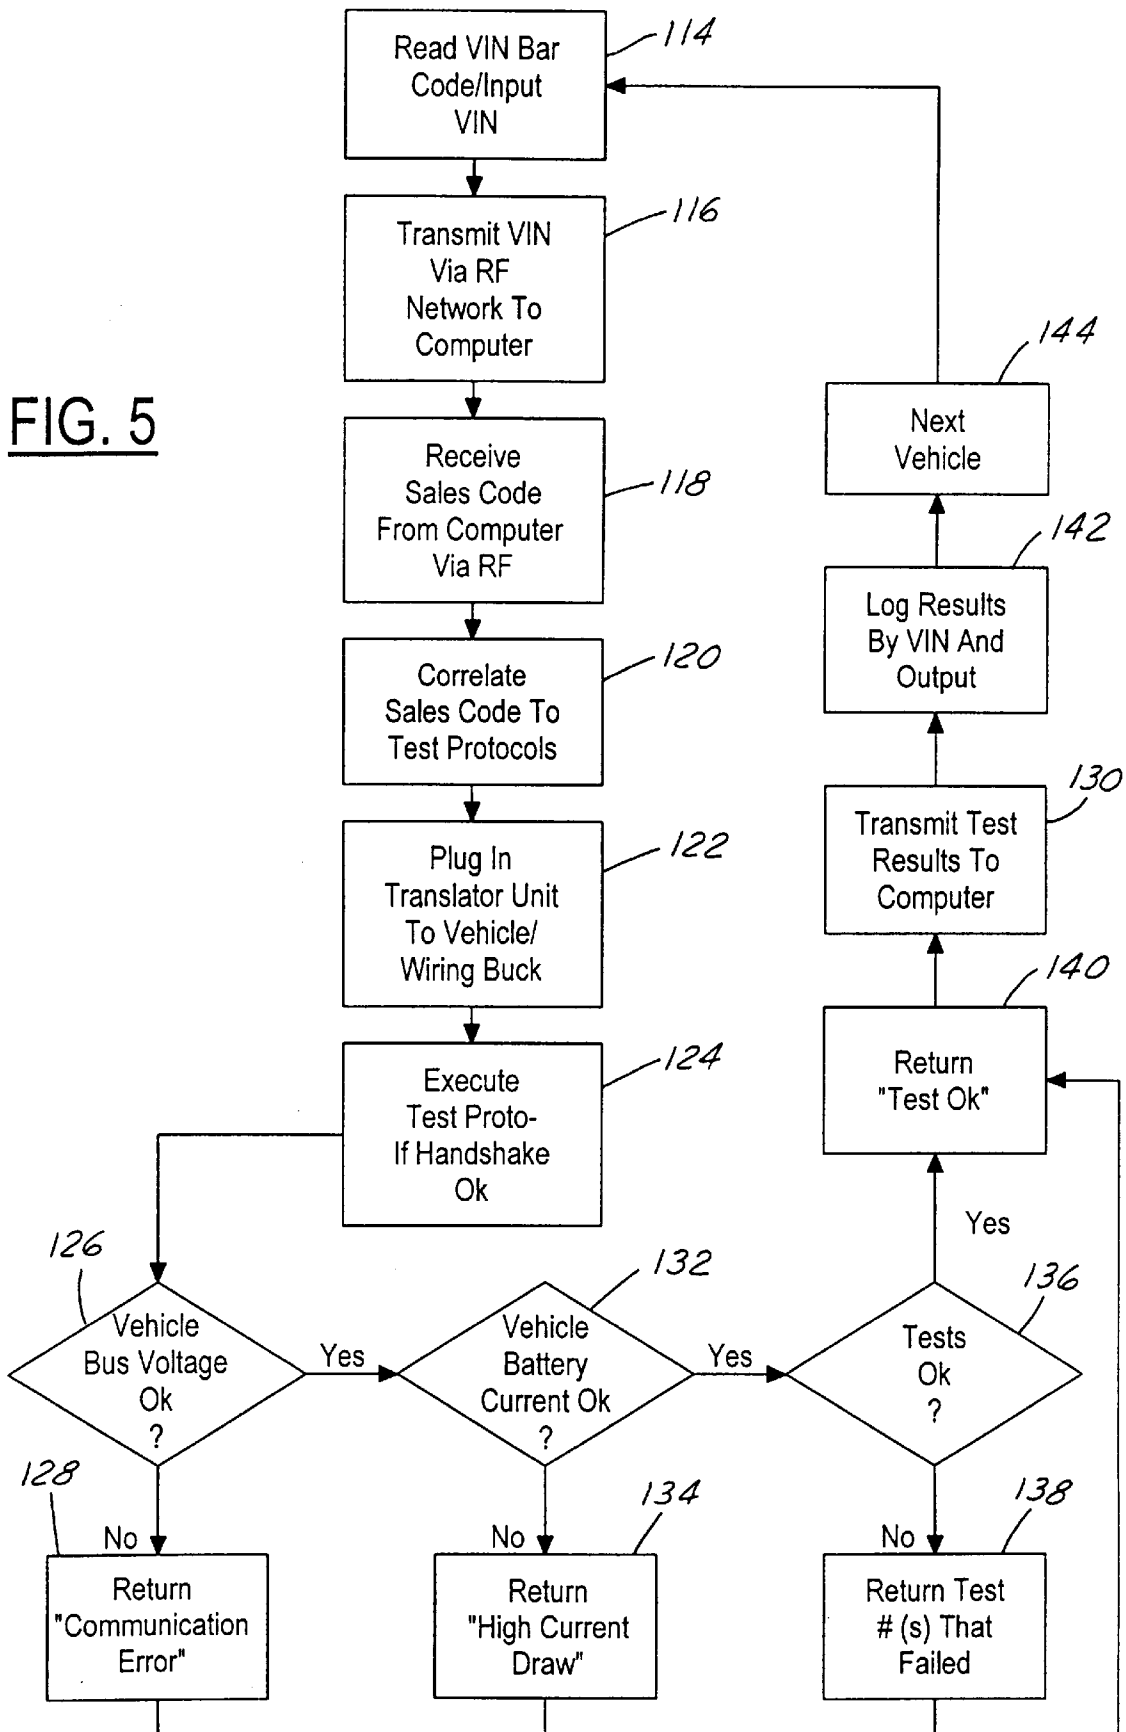 114
Read VIN Bar
Code/Input
VIN
116
Transmit VIN
Via RF
Network To
Computer
FIG. 5
118
Receive
Sales Code
From Computer
Via RF
120
Correlate
Sales Code To
Test Protocols
122
Plug In
Translator Unit
To Vehicle/
Wiring Buck
124
Execute
Test Proto-
If Handshake
Ok
126
Vehicle
Bus Voltage
Ok
?
Yes
No
128
Return
"Communication
Error"
132
Vehicle
Battery
Current Ok
?
Yes
No
134
Return
"High Current
Draw"
136
Tests
Ok
?
Yes
No
138
Return Test
# (s) That
Failed
140
Return
"Test Ok"
130
Transmit Test
Results To
Computer
142
Log Results
By VIN And
Output
144
Next
Vehicle